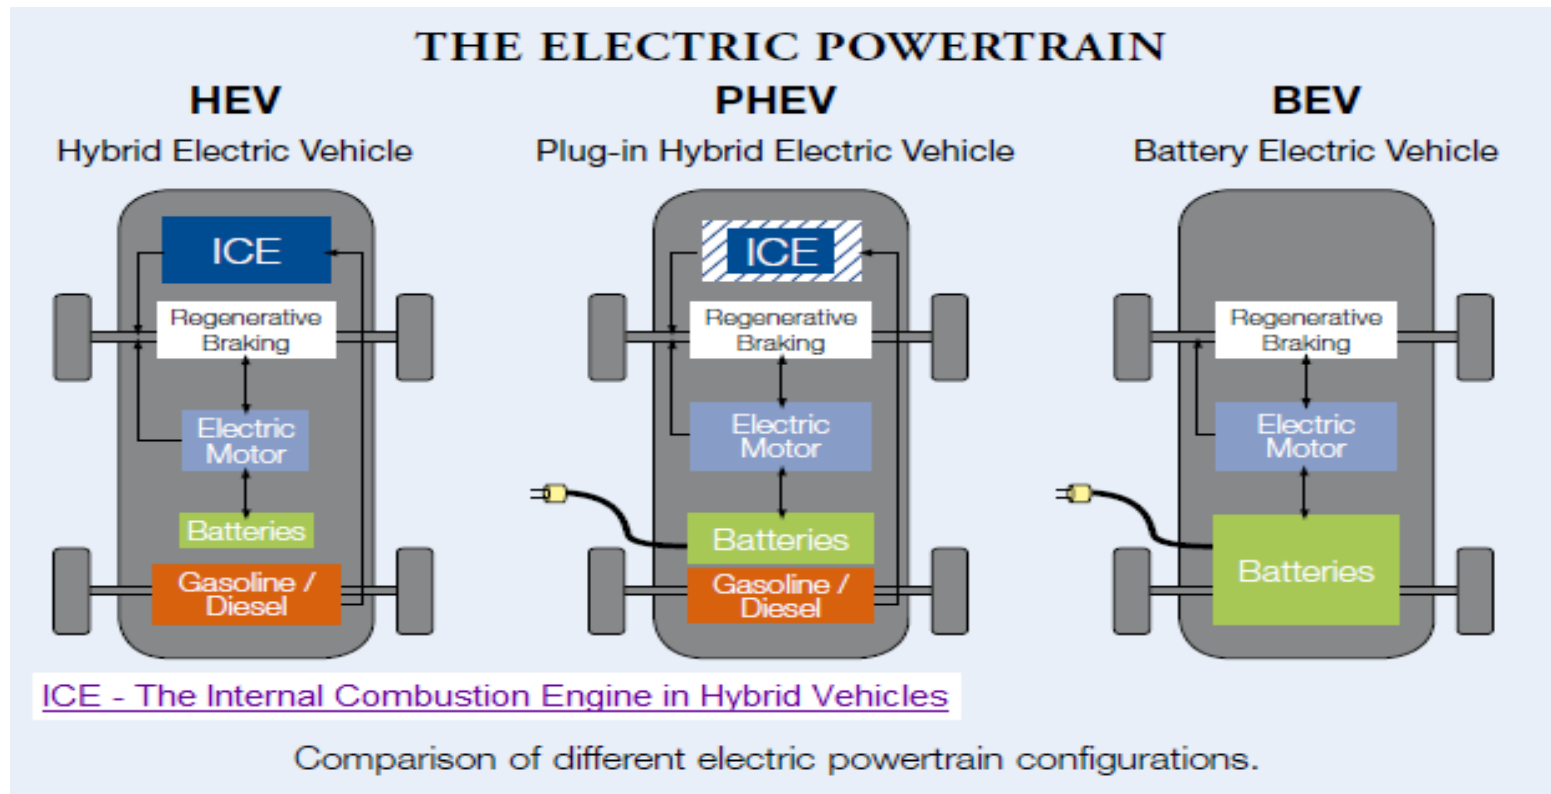 THE ELECTRIC POWERTRAIN
HEV
Hybrid Electric Vehicle
ICE
Regenerative
Braking
Electric
Motor
Batteries
Gasoline /
Diesel
PHEV
Plug-in Hybrid Electric Vehicle
ICE
Regenerative
Braking
Electric
Motor
Batteries
Gasoline /
Diesel
BEV
Battery Electric Vehicle
Regenerative
Braking
Electric
Motor
Batteries
ICE - The Internal Combustion Engine in Hybrid Vehicles
Comparison of different electric powertrain configurations.